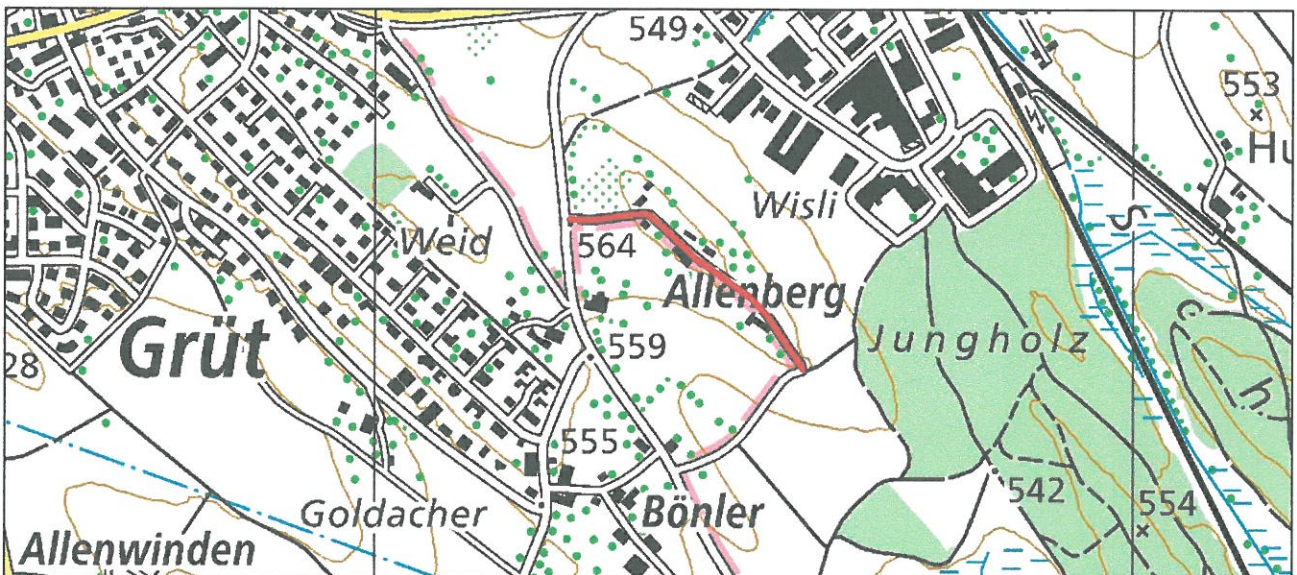 549
553
Hu
Wisli
564
Weid
Allenberg
S
Grüt
559
Jungholz
c
28
h
555
542
554
Goldacher
Bönler
Allenwinden